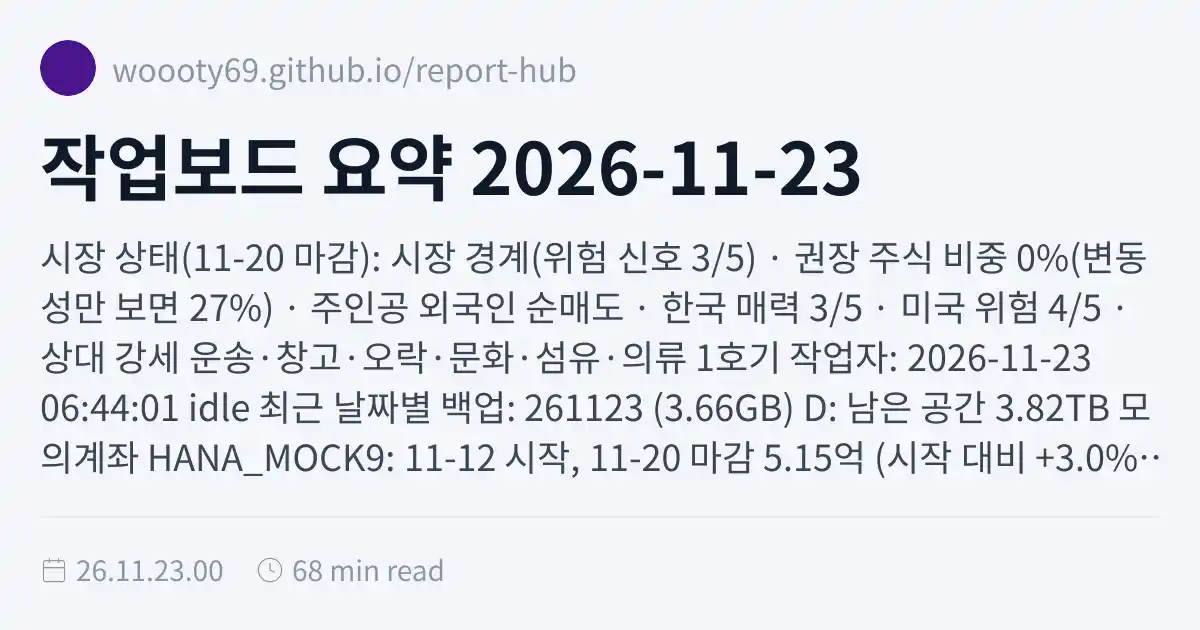 woooty69.github.io/report-hub
작업보드 요약 2026-11-23
시장 상태(11-20 마감): 시장 경계(위험 신호 3/5) · 권장 주식 비중 0%(변동
성만 보면 27%) · 주인공 외국인 순매도 · 한국 매력 3/5 · 미국 위험 4/5 ·
상대 강세 운송·창고·오락·문화·섬유·의류 1호기 작업자: 2026-11-23
06:44:01 idle 최근 날짜별 백업: 261123 (3.66GB) D: 남은 공간 3.82TB 모
의계좌 HANA_MOCK9: 11-12 시작, 11-20 마감 5.15억 (시작 대비 +3.0%··
26.11.23.00 68 min read